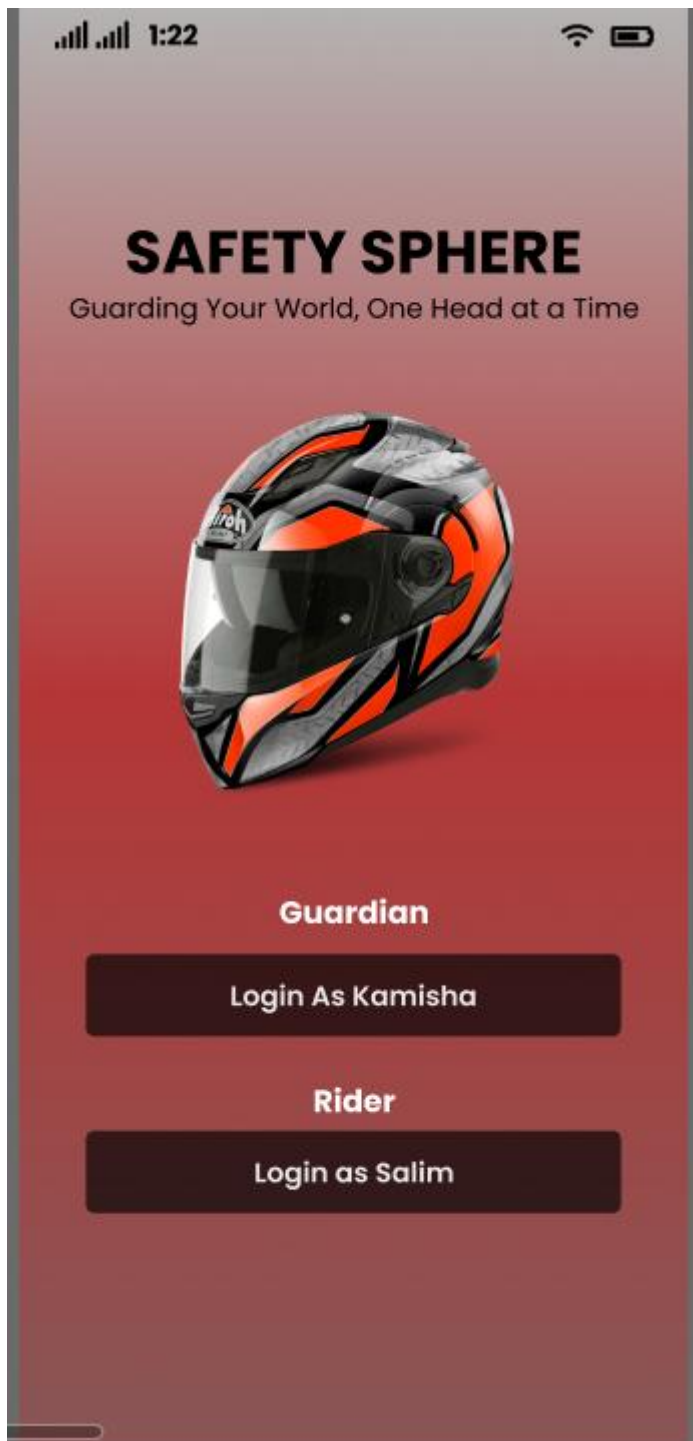 1:22
SAFETY SPHERE
Guarding Your World, One Head at a Time
Guardian
Login As Kamisha
Rider
Login as Salim